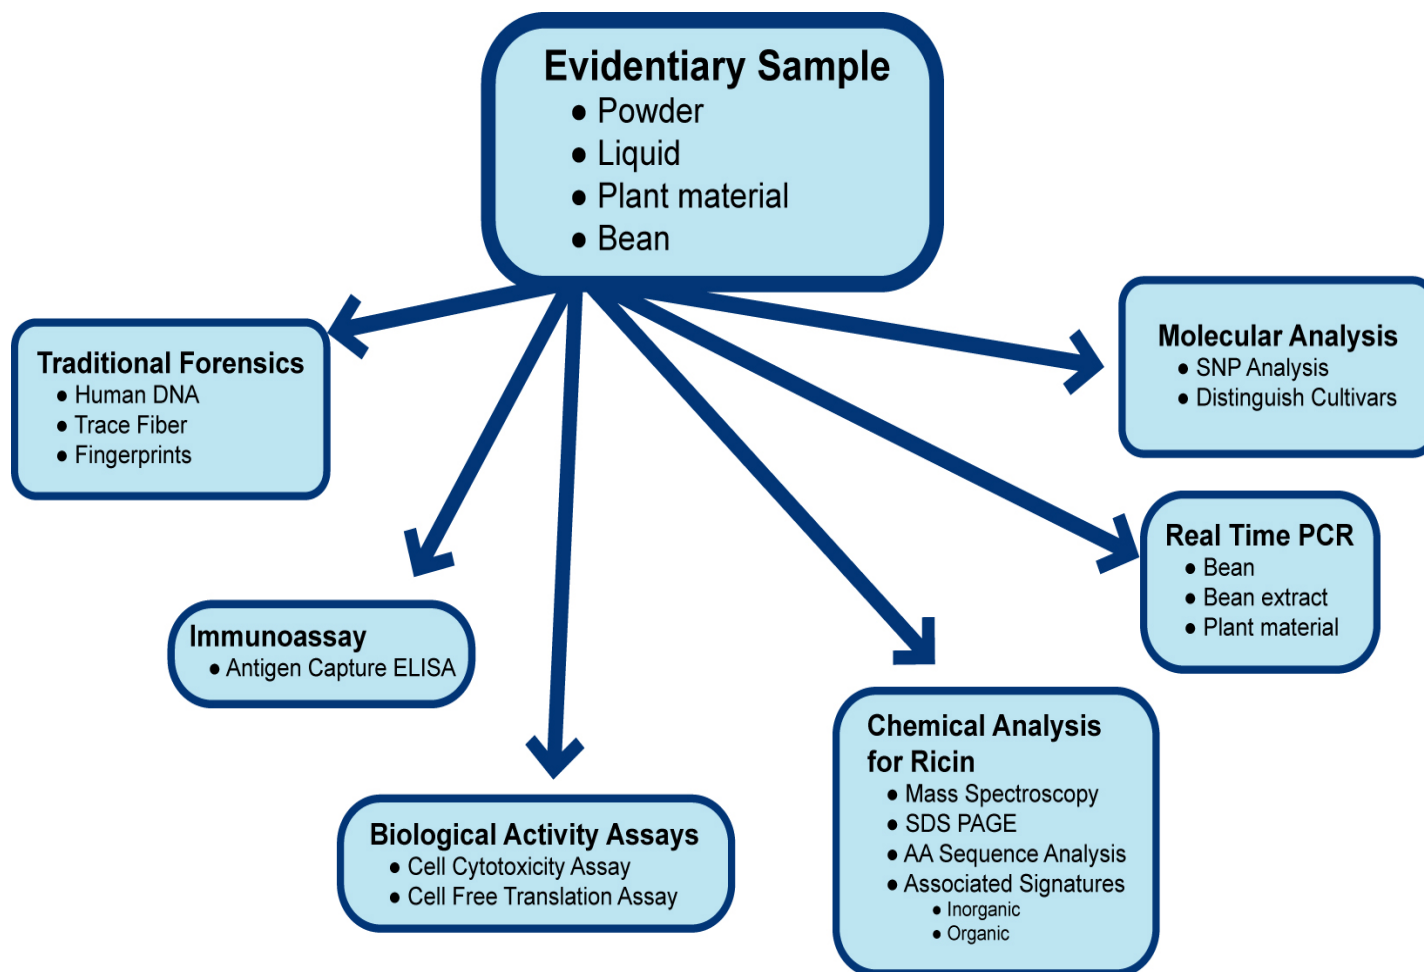 Evidentiary Sample
● Powder
● Liquid
● Plant material
● Bean
Traditional Forensics
● Human DNA
● Trace Fiber
● Fingerprints
Immunoassay
● Antigen Capture ELISA
Biological Activity Assays
● Cell Cytotoxicity Assay
● Cell Free Translation Assay
Chemical Analysis
for Ricin
● Mass Spectroscopy
● SDS PAGE
● AA Sequence Analysis
● Associated Signatures
● Inorganic
● Organic
Real Time PCR
● Bean
● Bean extract
● Plant material
Molecular Analysis
● SNP Analysis
● Distinguish Cultivars